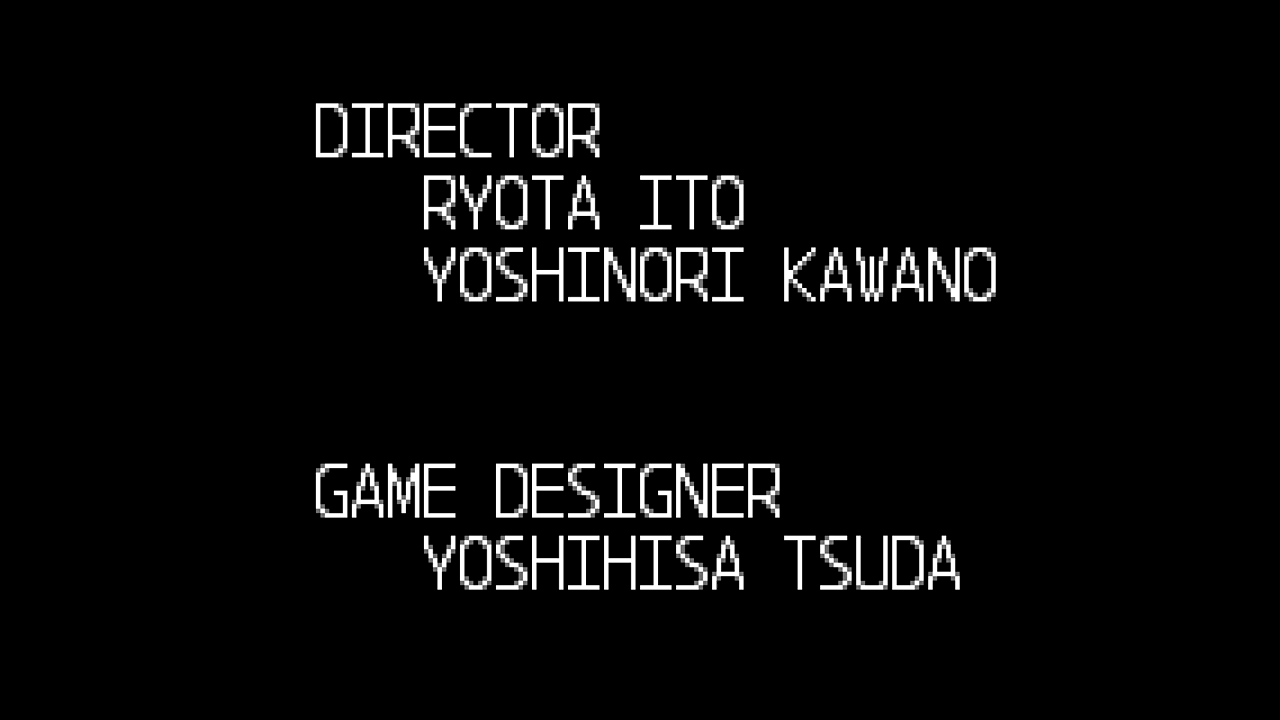 DIRECTOR
RYOTA ITO
YOSHINORI KAWANO
GAME DESIGNER
YOSHIHISA TSUDA